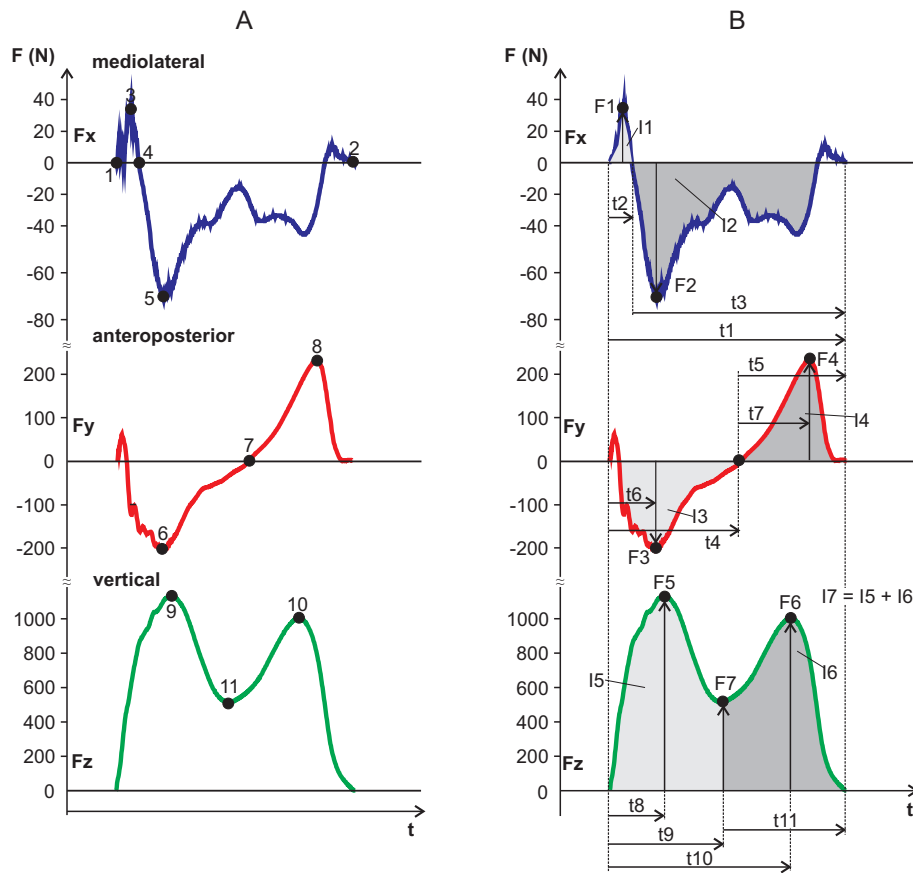 A
F (N)
mediolateral
40
20
0
-20
-40
-60
-80
Fx
1
2
3
4
5
anteroposterior
≈
200
100
0
-100
-200
Fy
6
7
8
vertical
≈
1000
800
600
400
200
0
Fz
9
10
11
t
B
F (N)
40
20
0
-20
-40
-60
-80
Fx
F1
I1
t2
I2
F2
t3
t1
≈
200
100
0
-100
-200
Fy
t5
F4
t7
I4
t6
I3
t4
F3
≈
1000
800
600
400
200
0
Fz
F5
F6
I7 = I5 + I6
I5
F7
I6
t
t8
t11
t9
t10